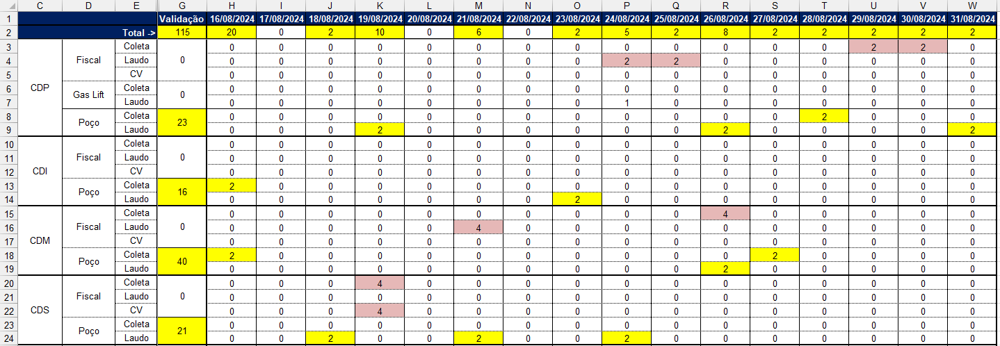 C D E G H I J K L M N O P Q R S T U V W
1 Validação 16/08/2024 17/08/2024 18/08/2024 19/08/2024 20/08/2024 21/08/2024 22/08/2024 23/08/2024 24/08/2024 25/08/2024 26/08/2024 27/08/2024 28/08/2024 29/08/2024 30/08/2024 31/08/2024
2 Total -> 115 20 0 2 10 0 6 0 2 5 2 8 2 2 2 2 2
3 Coleta 0 0 0 0 0 0 0 0 0 0 0 0 0 2 2 0
4 Fiscal Laudo 0 0 0 0 0 0 0 0 0 2 2 0 0 0 0 0 0
5 CV 0 0 0 0 0 0 0 0 0 0 0 0 0 0 0 0
6 CDP Gas Lift Coleta 0 0 0 0 0 0 0 0 0 0 0 0 0 0 0 0 0
7 Laudo 0 0 0 0 0 0 0 0 1 0 0 0 0 0 0 0
8 Poço Coleta 23 0 0 0 0 0 0 0 0 0 0 0 0 2 0 0 0
9 Laudo 0 0 0 2 0 0 0 0 0 0 2 0 0 0 0 2
10 Coleta 0 0 0 0 0 0 0 0 0 0 0 0 0 0 0 0
11 Fiscal Laudo 0 0 0 0 0 0 0 0 0 0 0 0 0 0 0 0 0
12 CDI CV 0 0 0 0 0 0 0 0 0 0 0 0 0 0 0 0
13 Poço Coleta 16 2 0 0 0 0 0 0 0 0 0 0 0 0 0 0 0
14 Laudo 0 0 0 0 0 0 0 2 0 0 0 0 0 0 0 0
15 Coleta 0 0 0 0 0 0 0 0 0 0 4 0 0 0 0 0
16 Fiscal Laudo 0 0 0 0 0 0 4 0 0 0 0 0 0 0 0 0 0
17 CDM CV 0 0 0 0 0 0 0 0 0 0 0 0 0 0 0 0
18 Poço Coleta 40 2 0 0 0 0 0 0 0 0 0 0 2 0 0 0 0
19 Laudo 0 0 0 0 0 0 0 0 0 0 2 0 0 0 0 0
20 Coleta 0 0 0 4 0 0 0 0 0 0 0 0 0 0 0 0
21 Fiscal Laudo 0 0 0 0 0 0 0 0 0 0 0 0 0 0 0 0 0
22 CDS CV 0 0 0 4 0 0 0 0 0 0 0 0 0 0 0 0
23 Poço Coleta 21 0 0 0 0 0 0 0 0 0 0 0 0 0 0 0 0
24 Laudo 0 0 2 0 0 2 0 0 2 0 0 0 0 0 0 0